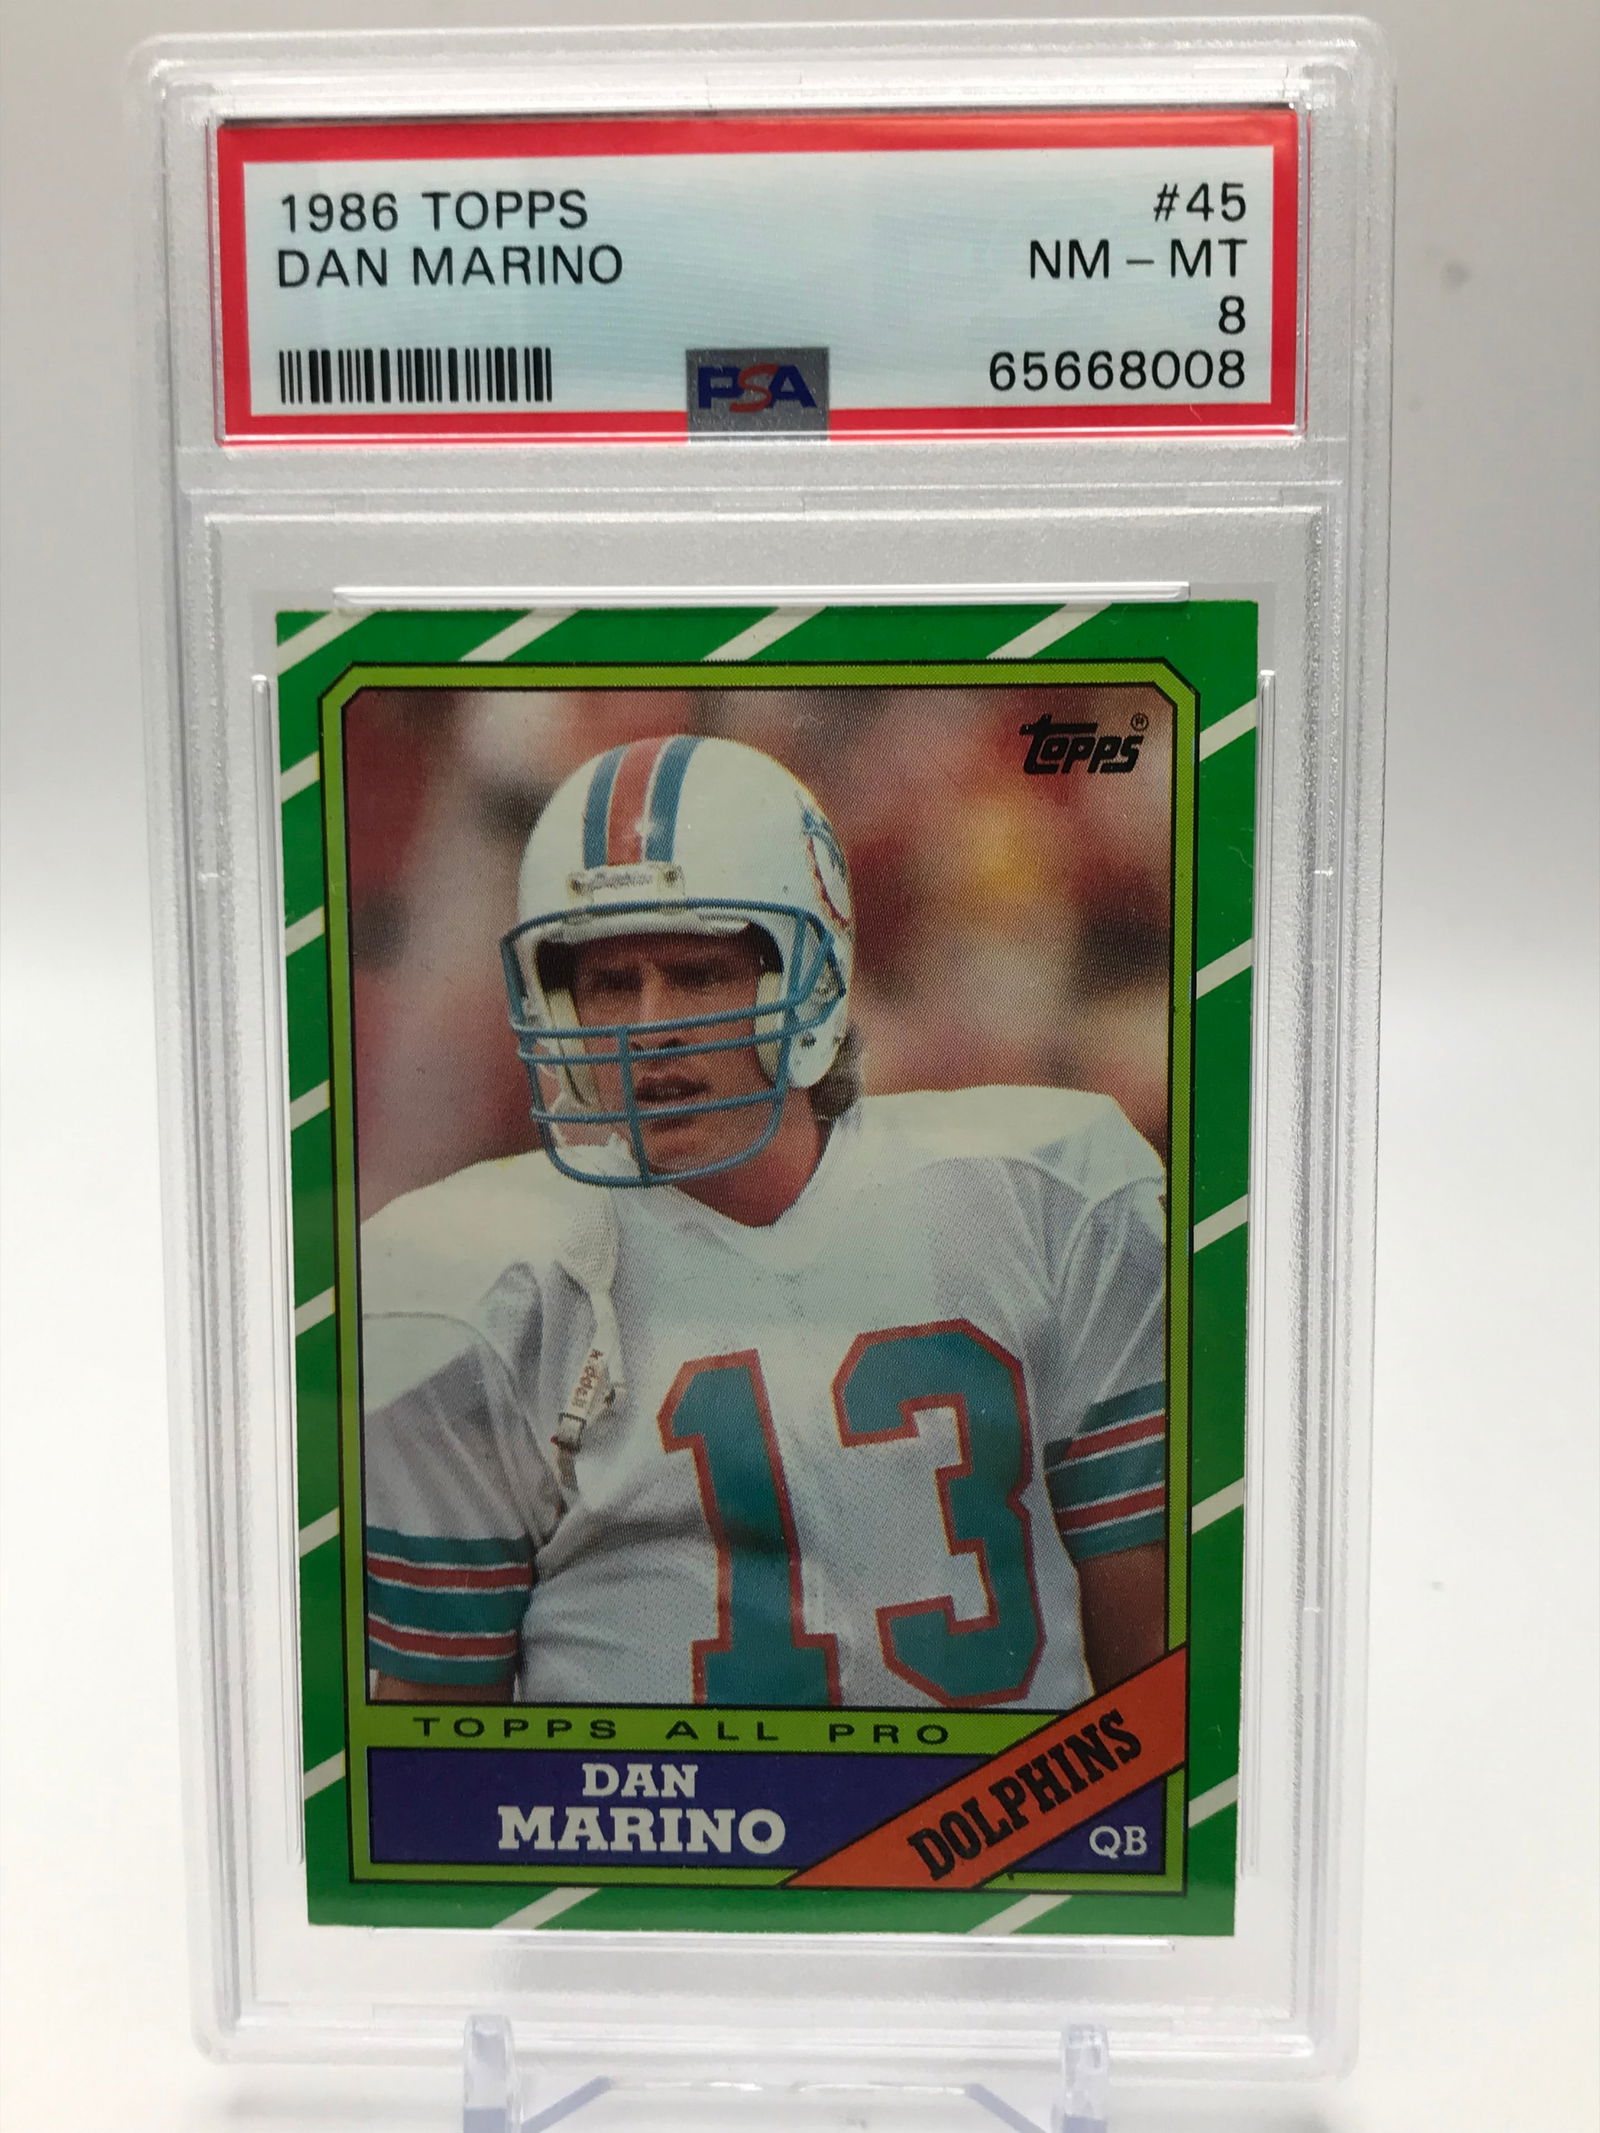 1986 TOPPS
#45
DAN MARINO
NM - MT
8
PSA
65668008
Topps®
kidde
13
TOPPS ALL PRO
DAN
MARINO
DOLPHINS
QB